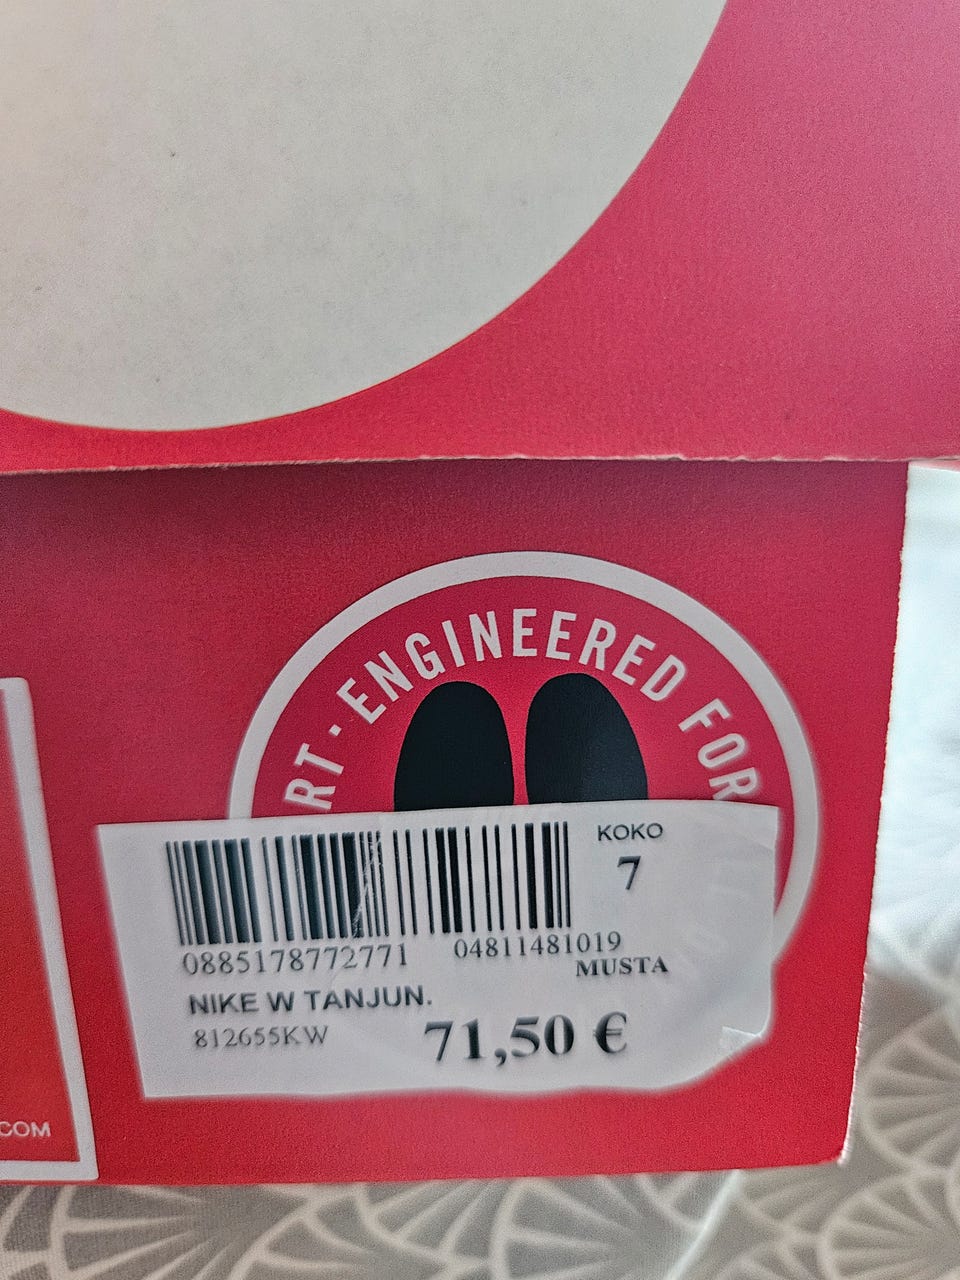 RT · ENGINEERED FOR
KOKO
7
0885178772771
04811481019
MUSTA
NIKE W TANJUN.
812655KW
71,50 €
.COM